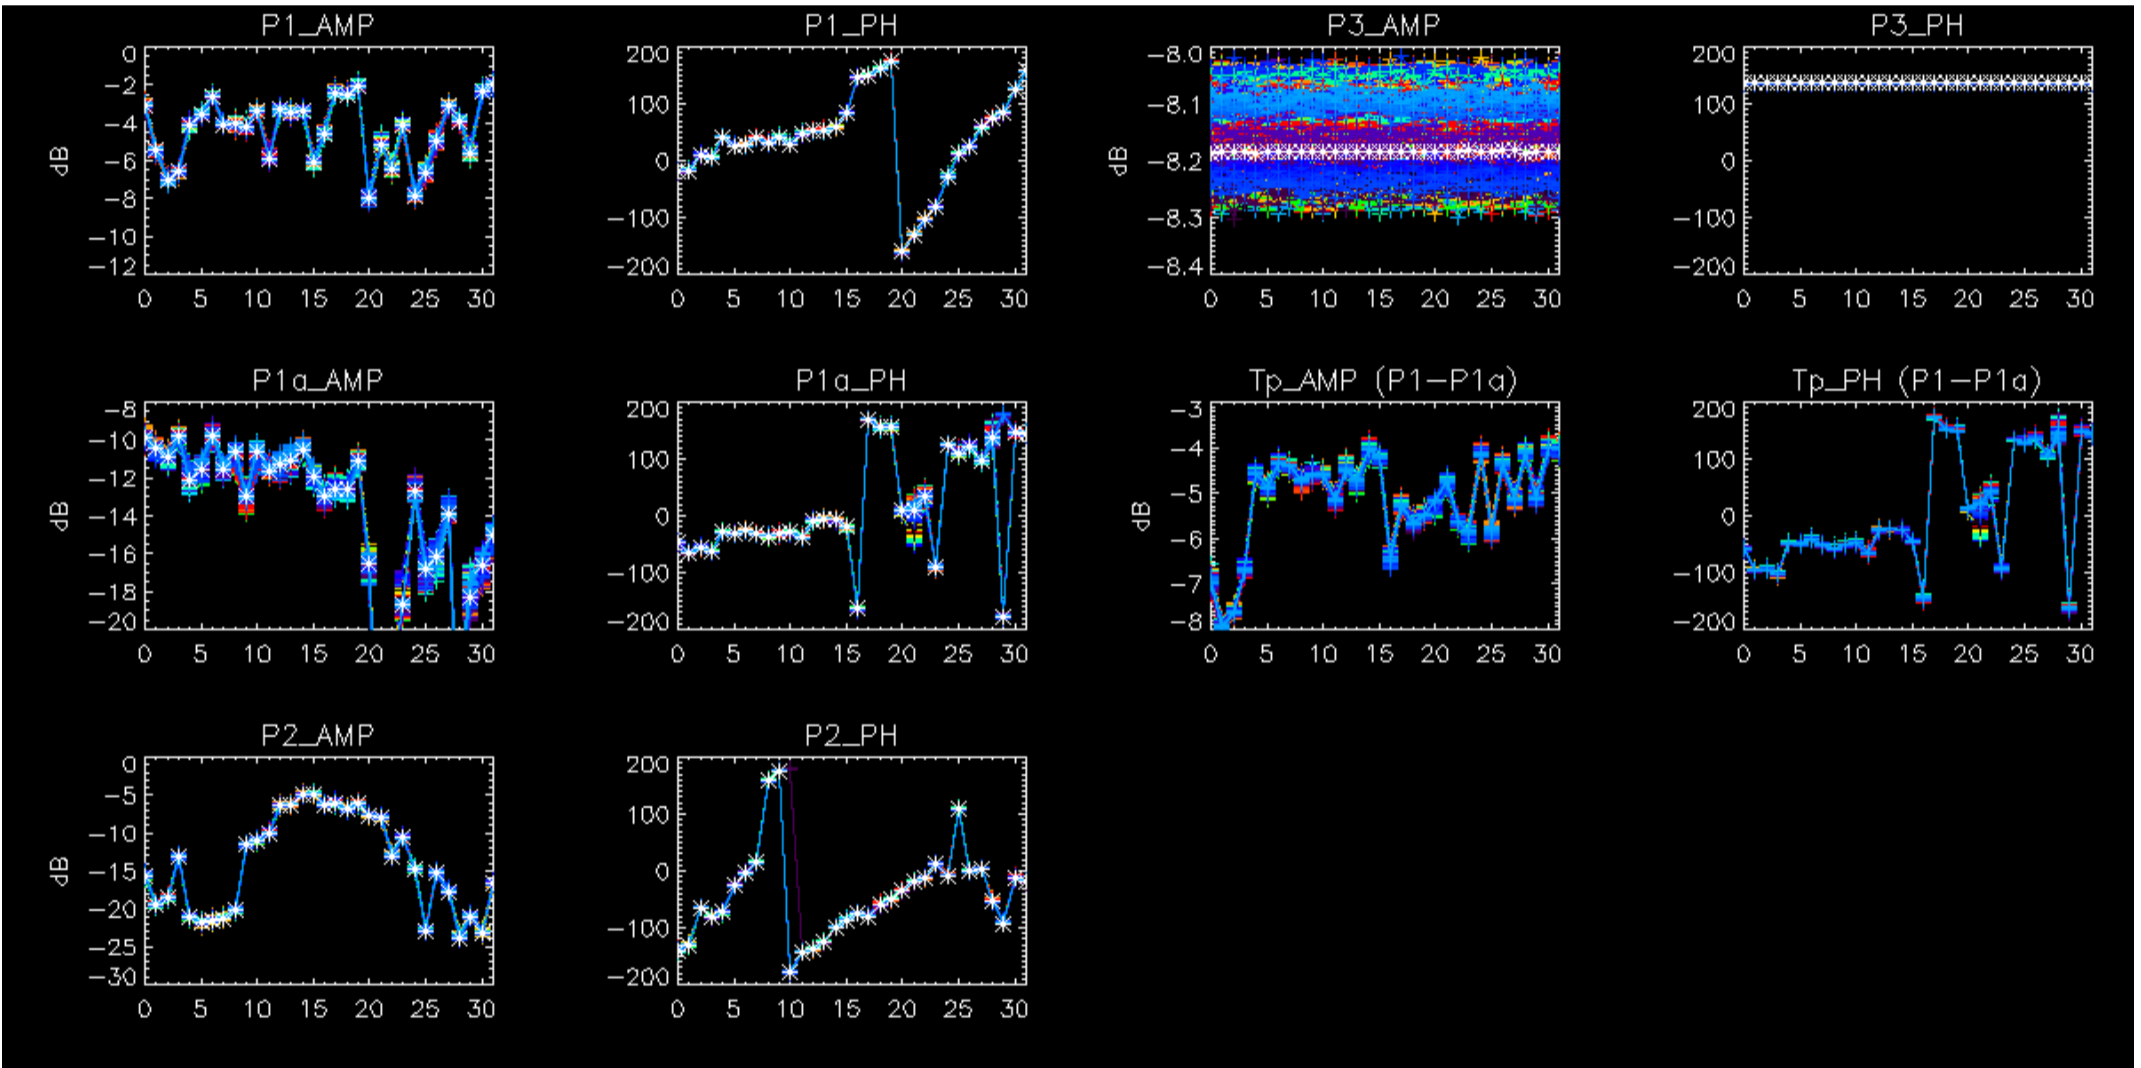 P1_AMP
0
−2
−4
−6
−8
−10
−12
dB
0 5 10 15 20 25 30
P1_PH
200
100
0
−100
−200
0 5 10 15 20 25 30
P3_AMP
−8.0
−8.1
−8.2
−8.3
−8.4
dB
0 5 10 15 20 25 30
P3_PH
200
100
0
−100
−200
0 5 10 15 20 25 30
P1a_AMP
−8
−10
−12
−14
−16
−18
−20
dB
0 5 10 15 20 25 30
P1a_PH
200
100
0
−100
−200
0 5 10 15 20 25 30
Tp_AMP (P1−P1a)
−3
−4
−5
−6
−7
−8
dB
0 5 10 15 20 25 30
Tp_PH (P1−P1a)
200
100
0
−100
−200
0 5 10 15 20 25 30
P2_AMP
0
−5
−10
−15
−20
−25
−30
dB
0 5 10 15 20 25 30
P2_PH
200
100
0
−100
−200
0 5 10 15 20 25 30